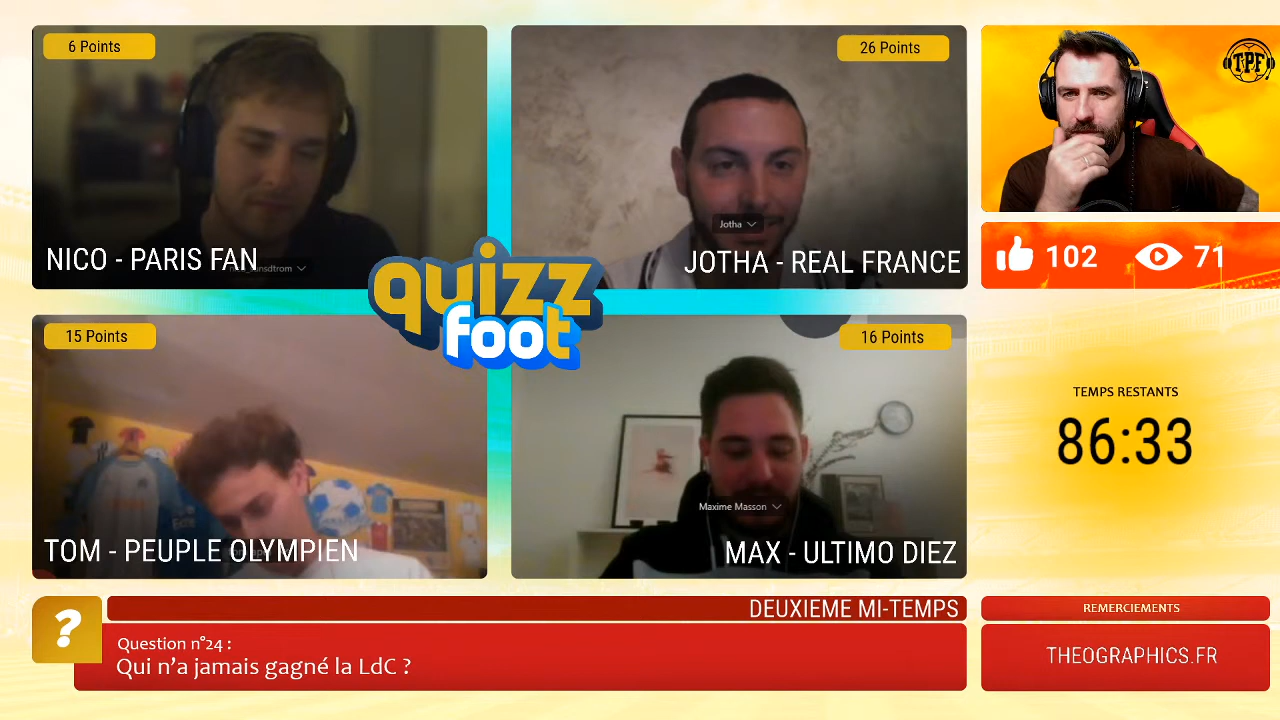 6 Points
26 Points
TPF
Jotha
NICO - PARIS FAN
JOTHA - REAL FRANCE
102
71
quizz
foot
15 Points
16 Points
TEMPS RESTANTS
86:33
Maxime Masson
TOM - PEUPLE OLYMPIEN
MAX - ULTIMO DIEZ
?
DEUXIEME MI-TEMPS
Question n°24 :
Qui n'a jamais gagné la LdC ?
REMERCIEMENTS
THEOGRAPHICS.FR